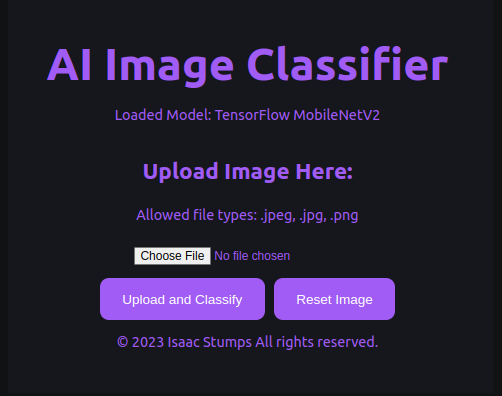 AI Image Classifier
Loaded Model: TensorFlow MobileNetV2
Upload Image Here:
Allowed file types: .jpeg, .jpg, .png
Choose File No file chosen
Upload and Classify Reset Image
© 2023 Isaac Stumps All rights reserved.